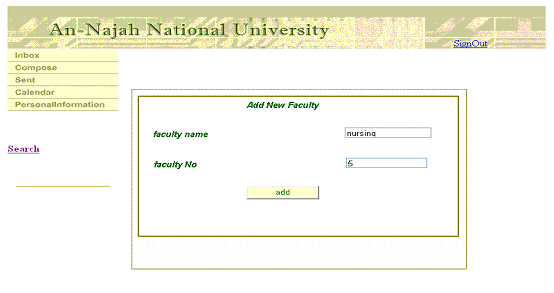 An-Najah National University
SignOut
Inbox
Compose
Sent
Calendar
PersonalInformation
Search
Add New Faculty
faculty name
nursing
faculty No
5
add